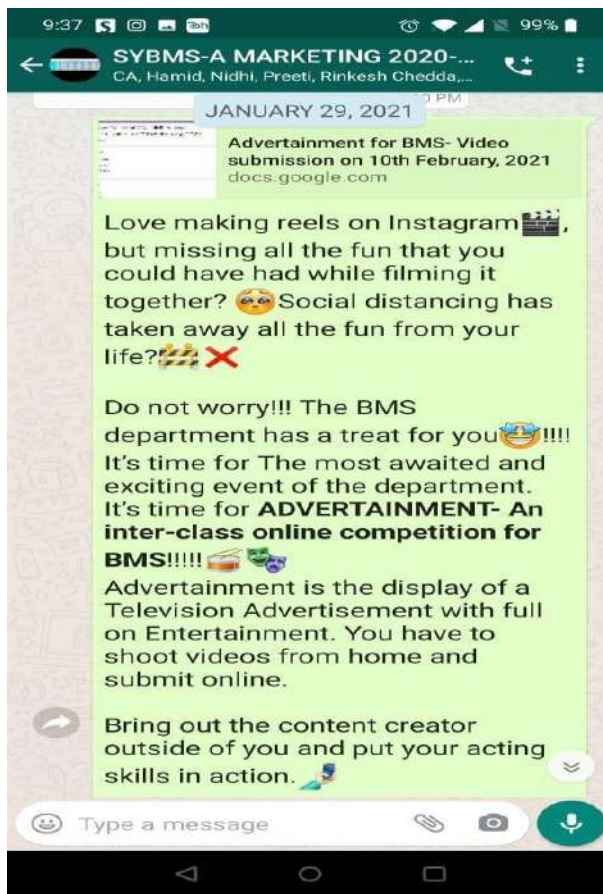 9:37 99%
SYBMS-A MARKETING 2020-...
CA, Hamid, Nidhi, Preeti, Rinkesh Chedda,...
PM
JANUARY 29, 2021
Advertainment for BMS- Video
submission on 10th February, 2021
docs.google.com
Love making reels on Instagram🎬,
but missing all the fun that you
could have had while filming it
together? 🥺Social distancing has
taken away all the fun from your
life?🚧❌
Do not worry!!! The BMS
department has a treat for you🤩!!!!
It's time for The most awaited and
exciting event of the department.
It's time for ADVERTAINMENT- An
inter-class online competition for
BMS!!!!!🥁🎭
Advertainment is the display of a
Television Advertisement with full
on Entertainment. You have to
shoot videos from home and
submit online.
Bring out the content creator
outside of you and put your acting
skills in action. 🤳
Type a message